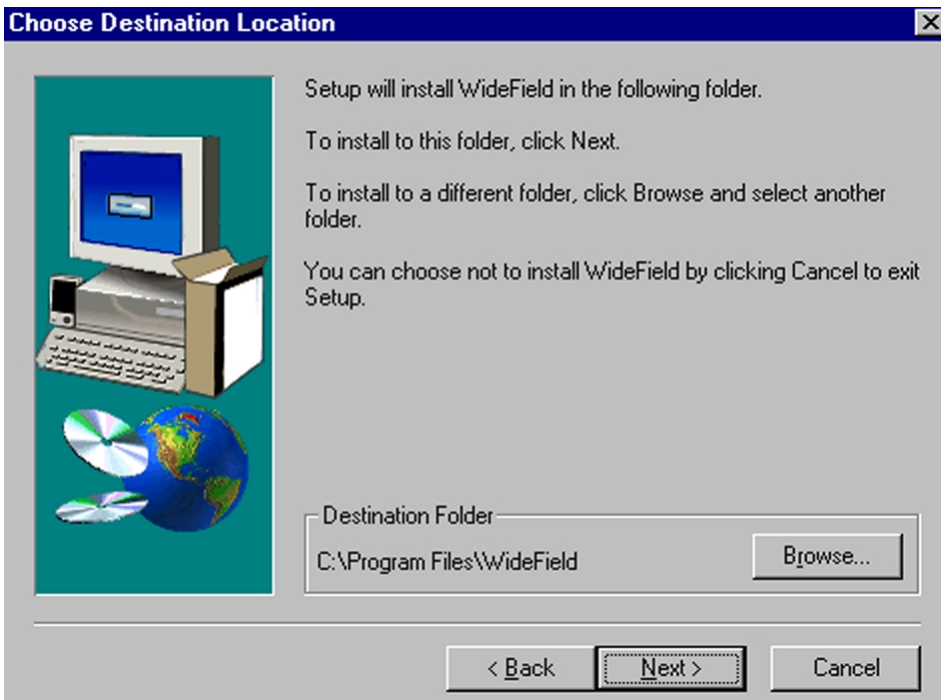 Choose Destination Location
Setup will install WideField in the following folder.
To install to this folder, click Next.
To install to a different folder, click Browse and select another
folder.
You can choose not to install WideField by clicking Cancel to exit
Setup.
Destination Folder
C:\Program Files\WideField
Browse...
< Back
Next >
Cancel